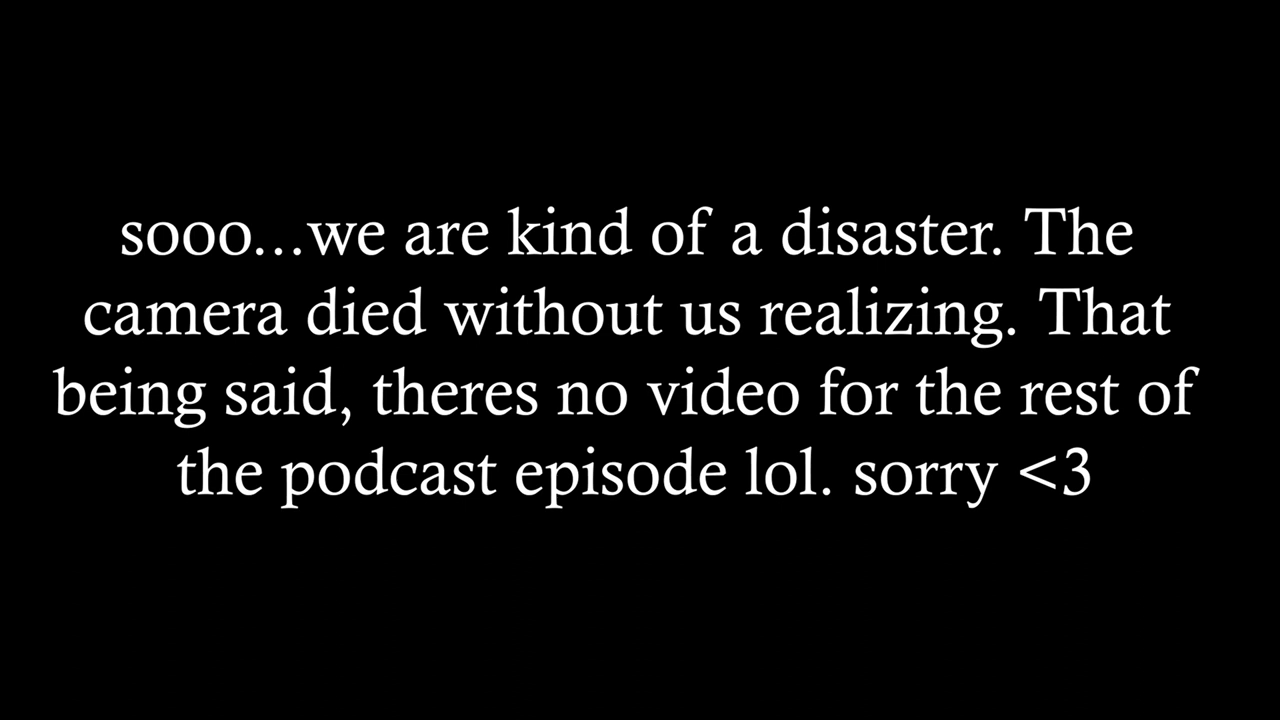 sooo...we are kind of a disaster. The
camera died without us realizing. That
being said, theres no video for the rest of
the podcast episode lol. sorry <3